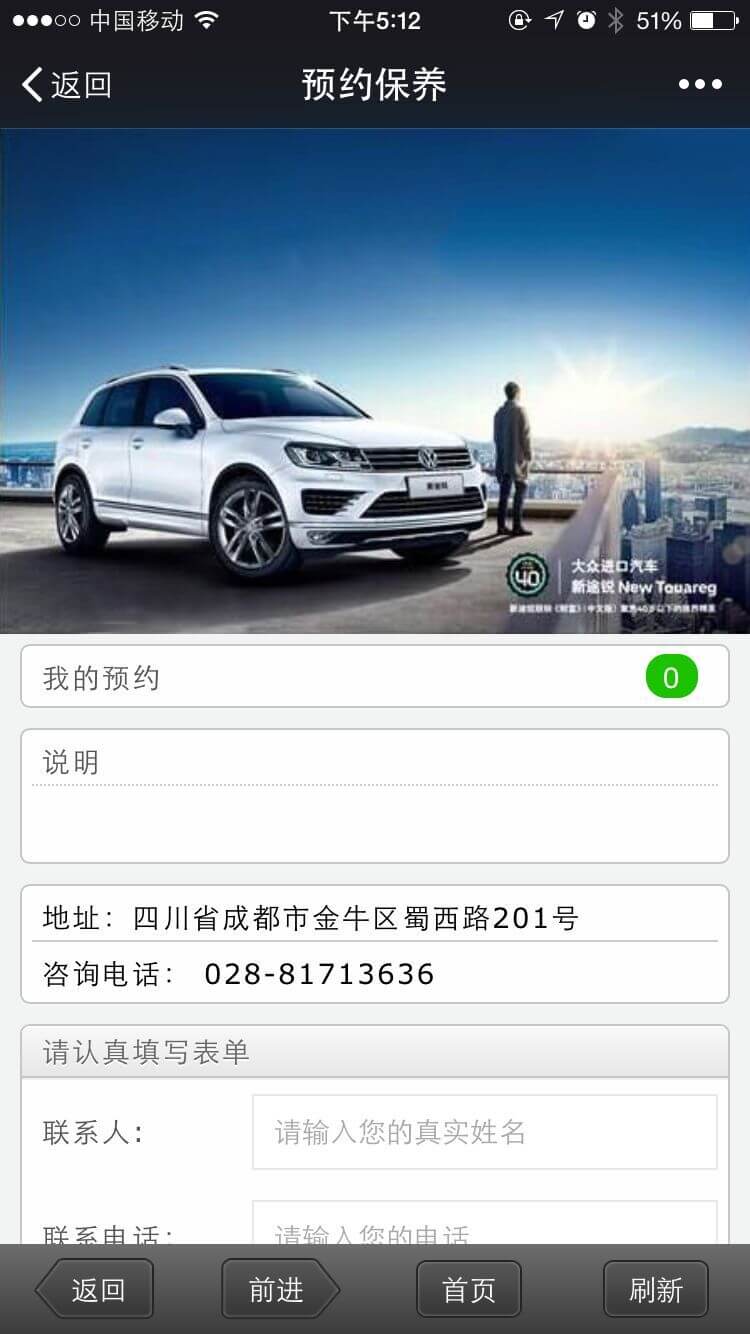 中国移动 下午5:12 51%
返回 预约保养
新途锐
40 大众进口汽车
新途锐 New Touareg
我的预约 0
说明
地址: 四川省成都市金牛区蜀西路201号
咨询电话: 028-81713636
请认真填写表单
联系人: 请输入您的真实姓名
联系电话: 请输入您的电话
返回 前进 首页 刷新